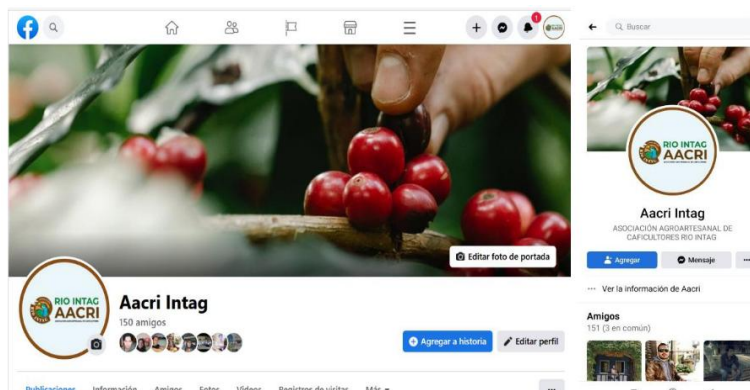 1
Editar foto de portada
RIO INTAG
AACRI
Aacri Intag
150 amigos
Agregar a historia
Editar perfil
Publicaciones Información Amigos Fotos Videos Registros de visitas Más
Buscar
RIO INTAG
AACRI
Aacri Intag
ASOCIACIÓN AGROARTESANAL DE
CAFICULTORES RIO INTAG
Agregar
Mensaje
Ver la información de Aacri
Amigos
151 (3 en común)